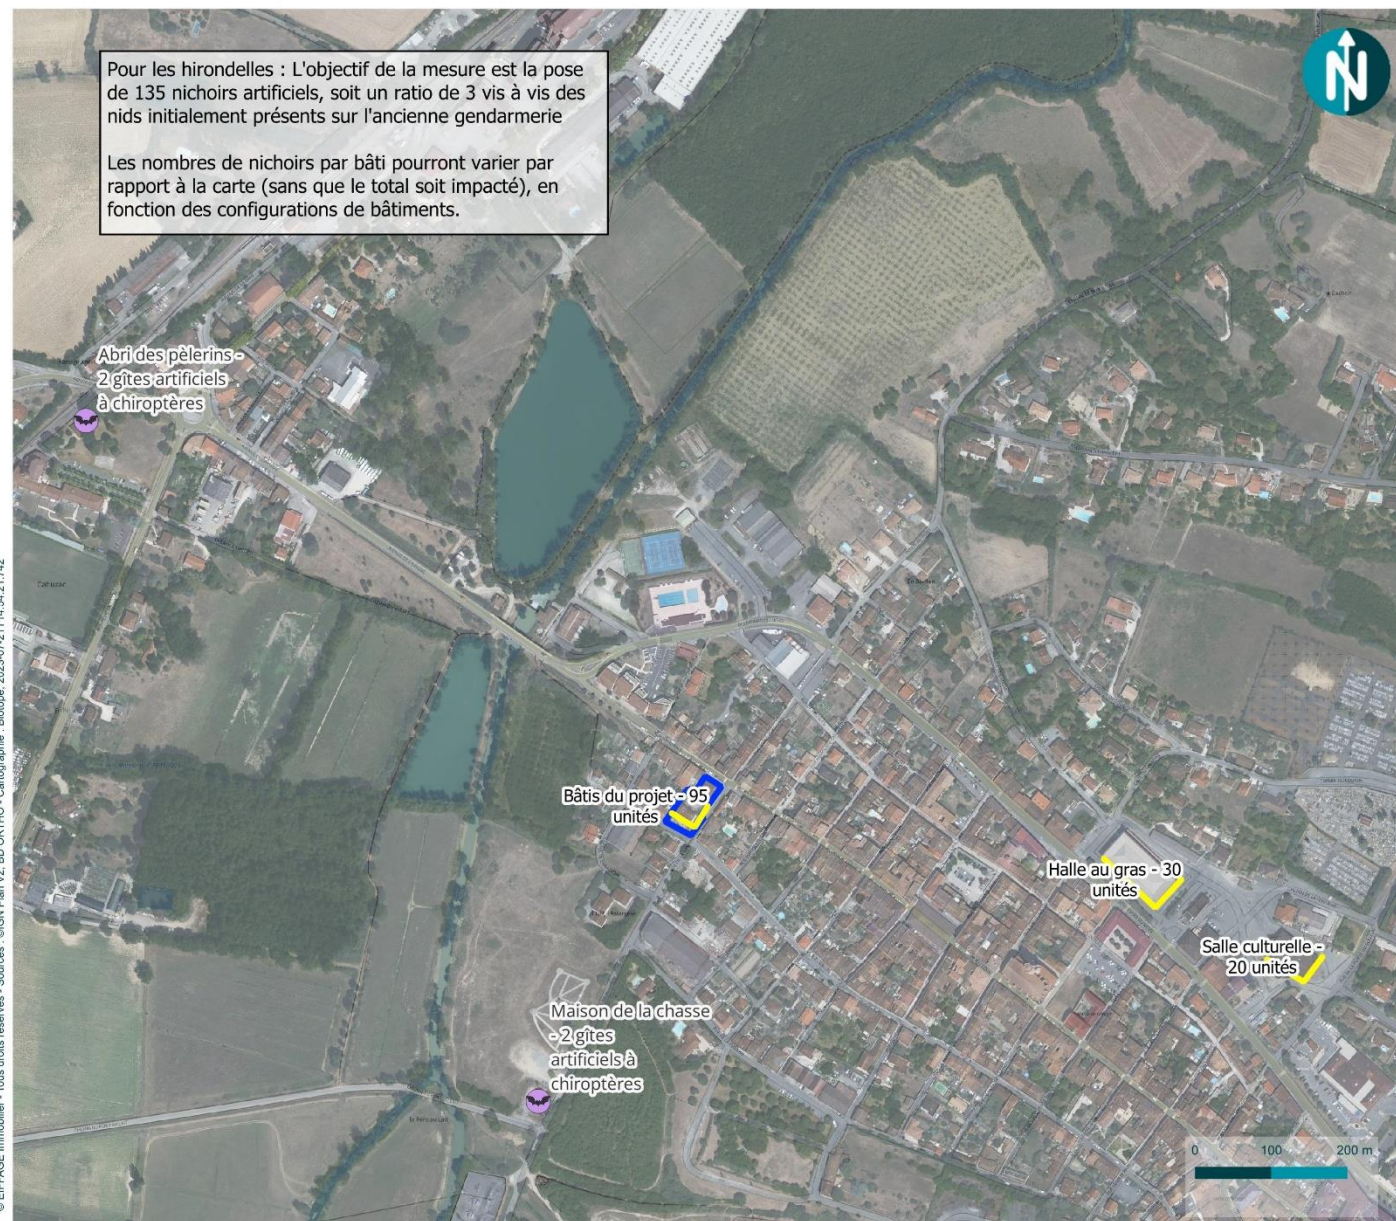 Pour les hirondelles : L'objectif de la mesure est la pose
de 135 nichoirs artificiels, soit un ratio de 3 vis à vis des
nids initialement présents sur l'ancienne gendarmerie
Les nombres de nichoirs par bâti pourront varier par
rapport à la carte (sans que le total soit impacté), en
fonction des configurations de bâtiments.
N
Abri des pèlerins -
2 gîtes artificiels
à chiroptères
Bâtis du projet - 95
unités
Halle au gras - 30
unités
Salle culturelle -
20 unités
Maison de la chasse
- 2 gîtes
artificiels à
chiroptères
0 100 200 m